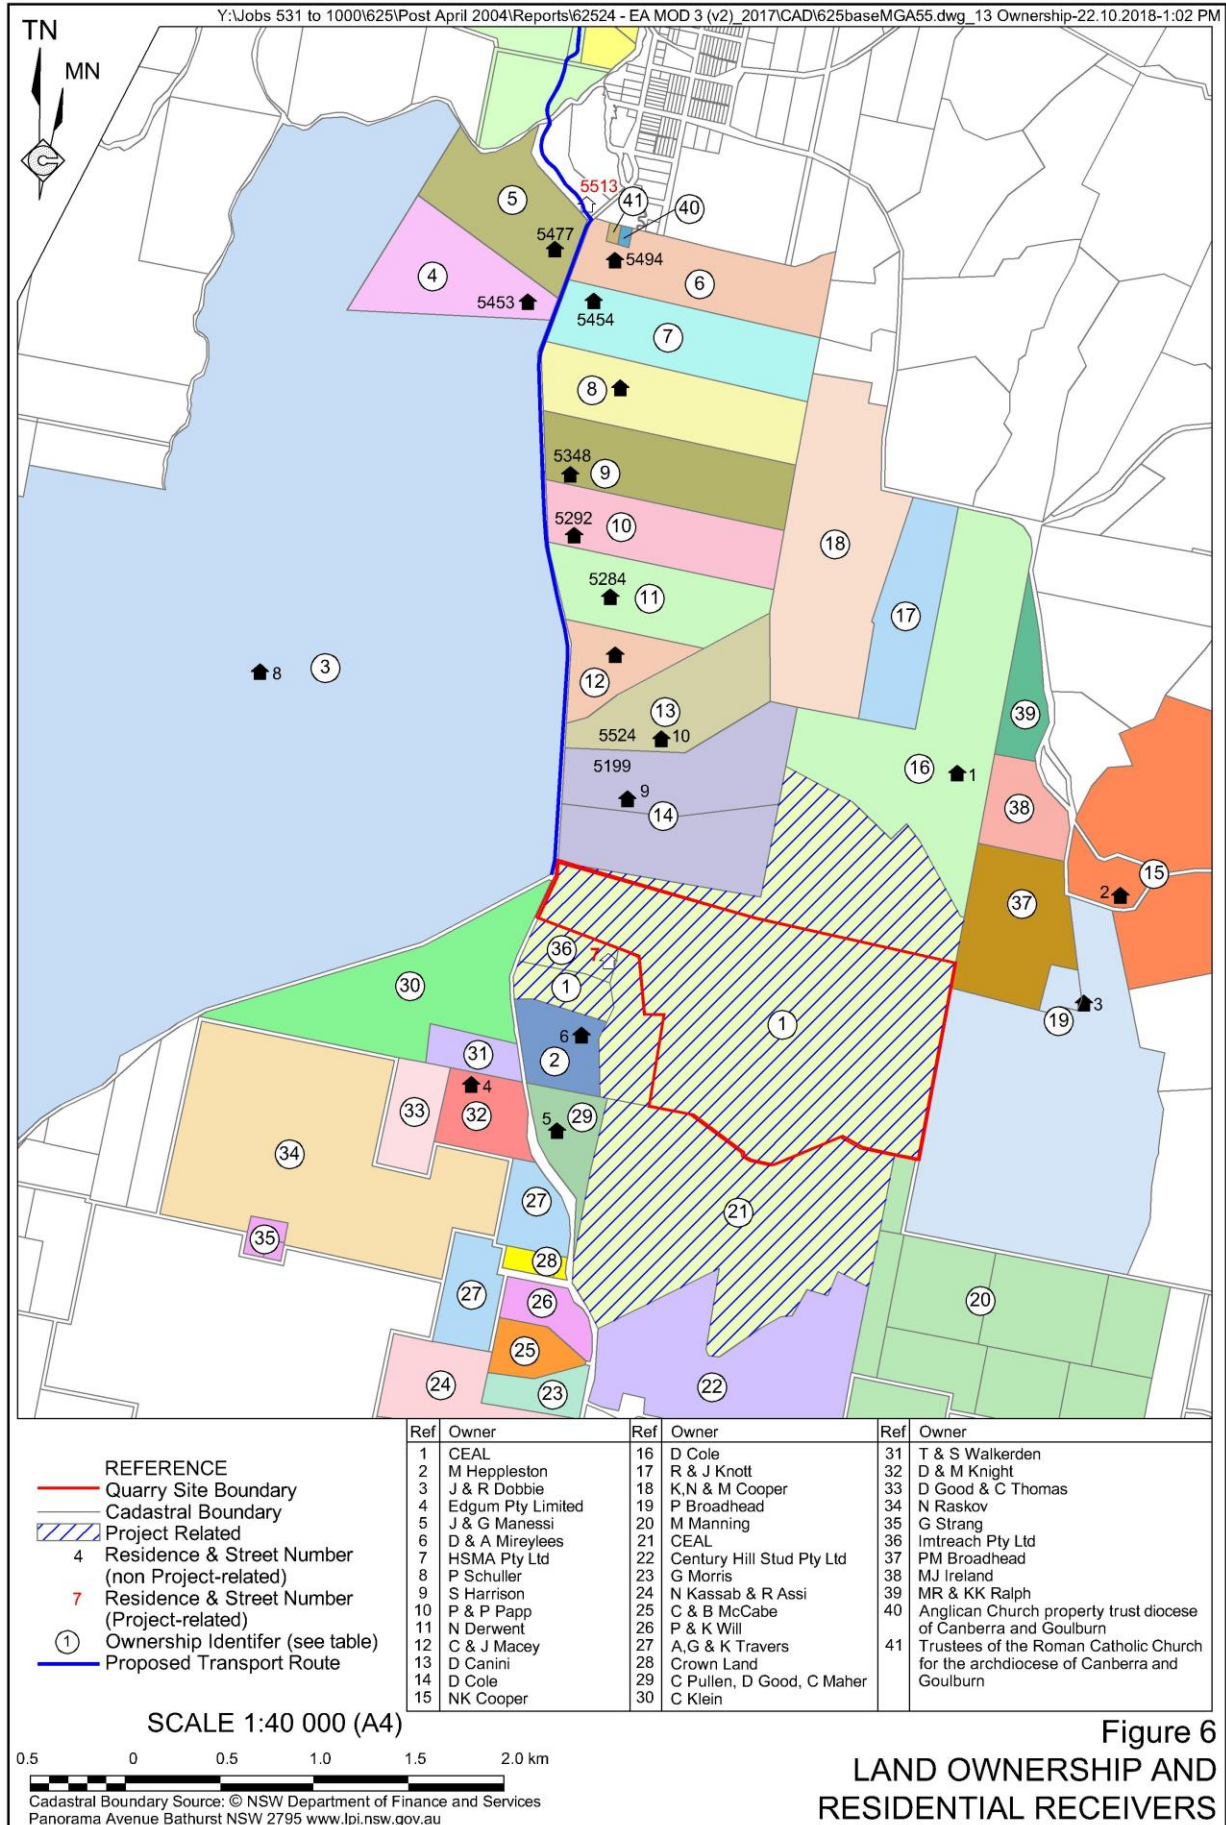 Y:\Jobs 531 to 1000\625\Post April 2004\Reports\62524 - EA MOD 3 (v2)_2017\CAD\625baseMGA55.dwg_13 Ownership-22.10.2018-1:02 PM
TN
MN
5513
41
40
5
5477
5494
4
6
5453
5454
7
8
5348
9
5292
10
18
5284
11
17
8
3
12
13
39
5524
10
5199
16
1
9
14
38
15
2
37
36
7
30
1
3
19
1
6
31
2
4
33
32
5
29
34
27
21
35
28
27
26
20
25
24
23
22
REFERENCE
Quarry Site Boundary
Cadastral Boundary
Project Related
4 Residence & Street Number
(non Project-related)
7 Residence & Street Number
(Project-related)
1 Ownership Identifer (see table)
Proposed Transport Route
SCALE 1:40 000 (A4)
0.5 0 0.5 1.0 1.5 2.0 km
Cadastral Boundary Source: © NSW Department of Finance and Services
Panorama Avenue Bathurst NSW 2795 www.lpi.nsw.gov.au
Ref Owner
1 CEAL
2 M Heppleston
3 J & R Dobbie
4 Edgum Pty Limited
5 J & G Manessi
6 D & A Mireylees
7 HSMA Pty Ltd
8 P Schuller
9 S Harrison
10 P & P Papp
11 N Derwent
12 C & J Macey
13 D Canini
14 D Cole
15 NK Cooper
Ref Owner
16 D Cole
17 R & J Knott
18 K,N & M Cooper
19 P Broadhead
20 M Manning
21 CEAL
22 Century Hill Stud Pty Ltd
23 G Morris
24 N Kassab & R Assi
25 C & B McCabe
26 P & K Will
27 A,G & K Travers
28 Crown Land
29 C Pullen, D Good, C Maher
30 C Klein
Ref Owner
31 T & S Walkerden
32 D & M Knight
33 D Good & C Thomas
34 N Raskov
35 G Strang
36 Imtreach Pty Ltd
37 PM Broadhead
38 MJ Ireland
39 MR & KK Ralph
40 Anglican Church property trust diocese
of Canberra and Goulburn
41 Trustees of the Roman Catholic Church
for the archdiocese of Canberra and
Goulburn
Figure 6
LAND OWNERSHIP AND
RESIDENTIAL RECEIVERS